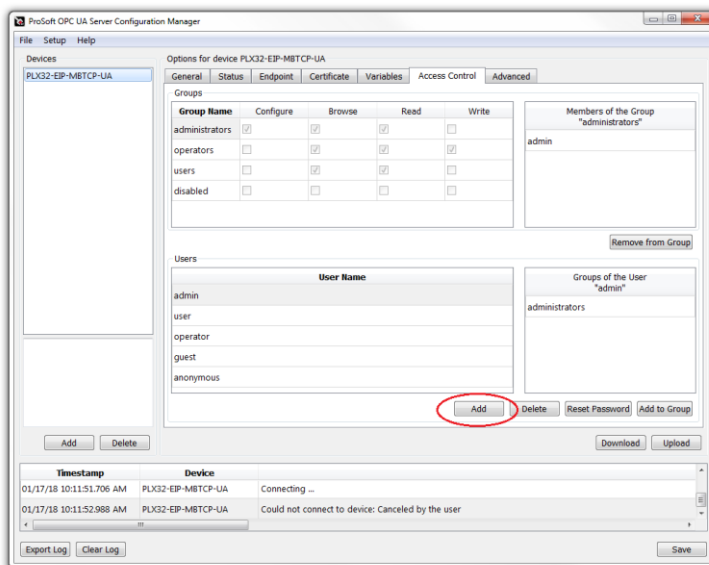 ProSoft OPC UA Server Configuration Manager
File Setup Help
Devices
PLX32-EIP-MBTCP-UA
Add Delete
Options for device PLX32-EIP-MBTCP-UA
General Status Endpoint Certificate Variables Access Control Advanced
Groups
Group Name Configure Browse Read Write
administrators
operators
users
disabled
Members of the Group
"administrators"
admin
Remove from Group
Users
User Name
admin
user
operator
guest
anonymous
Groups of the User
"admin"
administrators
Add Delete Reset Password Add to Group
Download Upload
Timestamp Device
01/17/18 10:11:51.706 AM PLX32-EIP-MBTCP-UA Connecting ...
01/17/18 10:11:52.988 AM PLX32-EIP-MBTCP-UA Could not connect to device: Canceled by the user
Export Log Clear Log Save